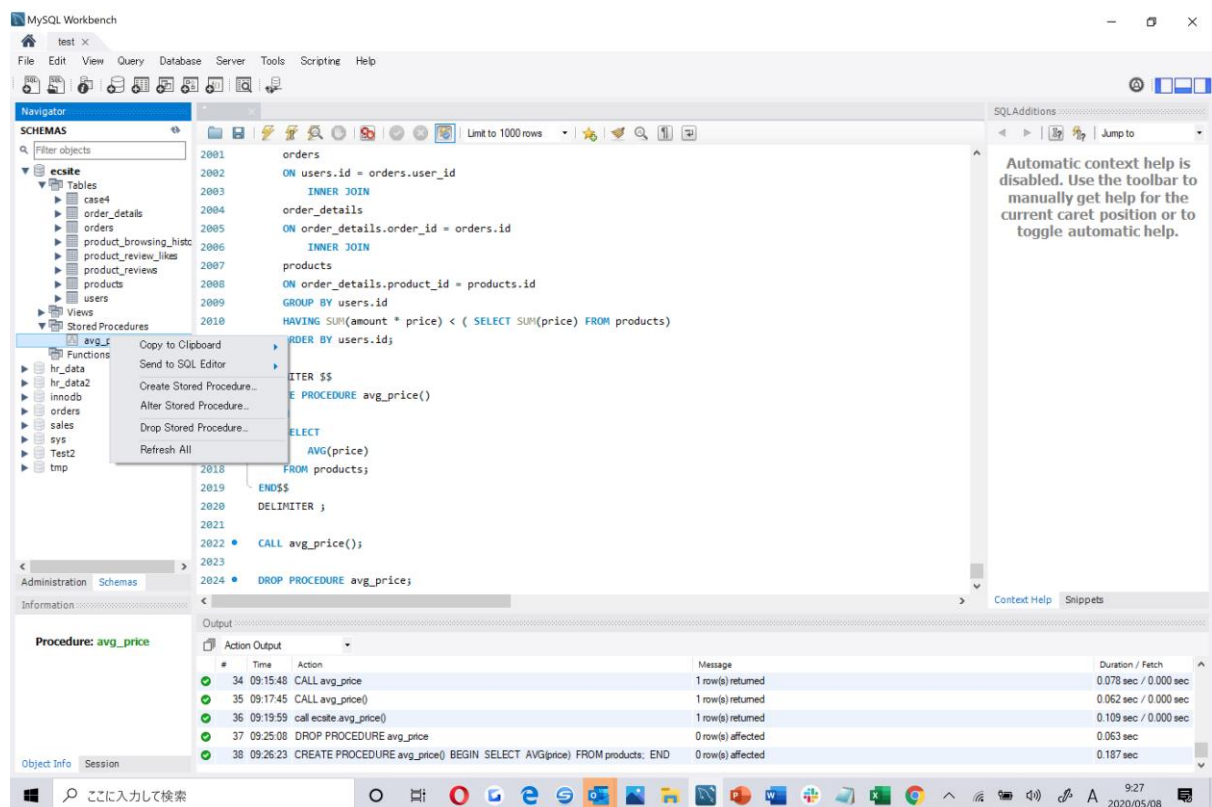 MySQL Workbench
test
File Edit View Query Database Server Tools Scripting Help
Navigator
SCHEMAS
Filter objects
ecsite
Tables
case4
order_details
orders
product_browsing_histo
product_review_likes
product_reviews
products
users
Views
Stored Procedures
avg_p
Functions
hr_data
hr_data2
innodb
orders
sales
sys
Test2
tmp
Copy to Clipboard
Send to SQL Editor
Create Stored Procedure...
Alter Stored Procedure...
Drop Stored Procedure...
Refresh All
Administration Schemas
Information
Procedure: avg_price
Object Info Session
Limit to 1000 rows
2001 orders
2002 ON users.id = orders.user_id
2003 INNER JOIN
2004 order_details
2005 ON order_details.order_id = orders.id
2006 INNER JOIN
2007 products
2008 ON order_details.product_id = products.id
2009 GROUP BY users.id
2010 HAVING SUM(amount * price) < ( SELECT SUM(price) FROM products)
RDER BY users.id;
ITER $$
E PROCEDURE avg_price()
ELECT
AVG(price)
2018 FROM products;
2019 END$$
2020 DELIMITER ;
2021
2022 CALL avg_price();
2023
2024 DROP PROCEDURE avg_price;
SQLAdditions
Jump to
Automatic context help is
disabled. Use the toolbar to
manually get help for the
current caret position or to
toggle automatic help.
Context Help Snippets
Output
Action Output
# Time Action Message Duration / Fetch
34 09:15:48 CALL avg_price 1 row(s) returned 0.078 sec / 0.000 sec
35 09:17:45 CALL avg_price() 1 row(s) returned 0.062 sec / 0.000 sec
36 09:19:59 call ecsite.avg_price() 1 row(s) returned 0.109 sec / 0.000 sec
37 09:25:08 DROP PROCEDURE avg_price 0 row(s) affected 0.063 sec
38 09:26:23 CREATE PROCEDURE avg_price() BEGIN SELECT AVG(price) FROM products; END 0 row(s) affected 0.187 sec
ここに入力して検索
A
9:27
2020/05/08